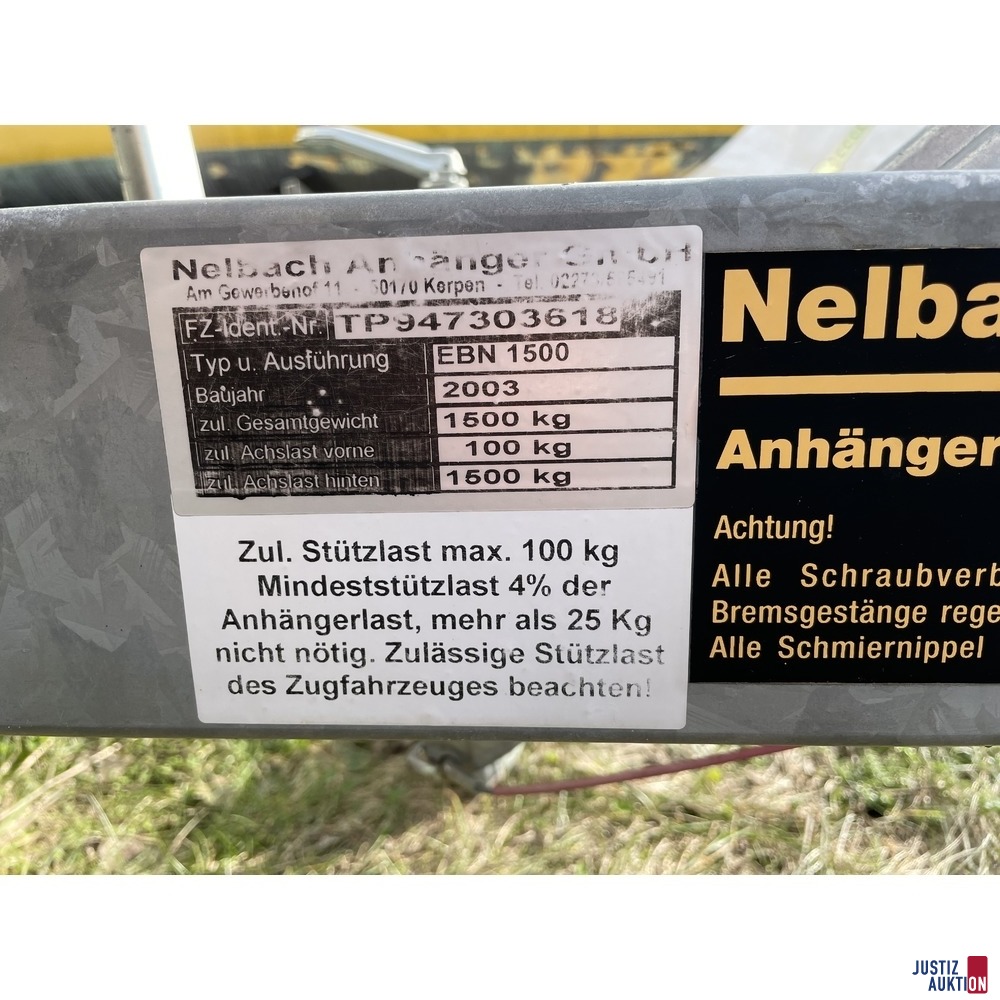 Nelbach Anhänger GmbH
Am Gewerbehof 11 - 50170 Kerpen - Tel.
FZ-Ident.-Nr. TP947303618
Typ u. Ausführung EBN 1500
Baujahr 2003
zul. Gesamtgewicht 1500 kg
zul. Achslast vorne 100 kg
zul. Achslast hinten 1500 kg
Zul. Stützlast max. 100 kg
Mindeststützlast 4% der
Anhängerlast, mehr als 25 Kg
nicht nötig. Zulässige Stützlast
des Zugfahrzeuges beachten!
Nelba
Anhänger
Achtung!
Alle Schraubverb
Bremsgestänge rege
Alle Schmiernippel
JUSTIZ
AUKTION